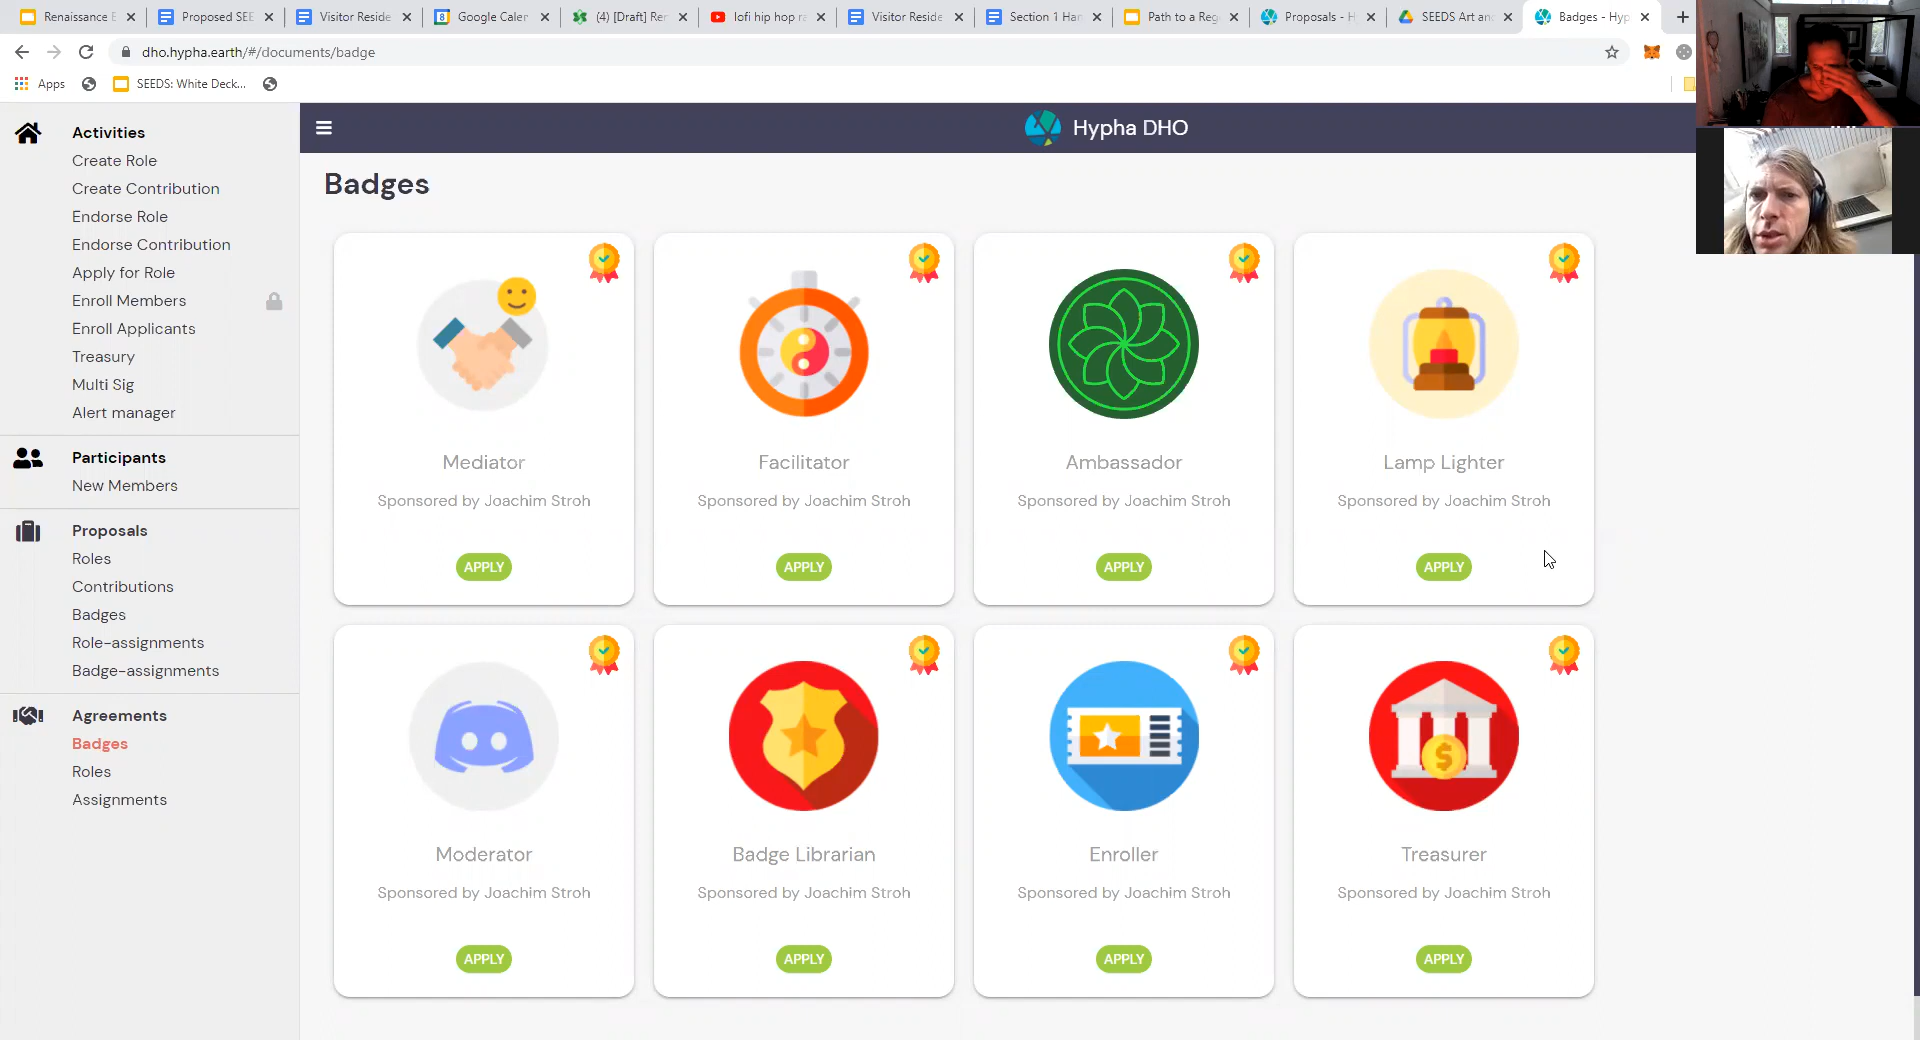 Renaissance E
Proposed SEE
Visitor Reside
Google Caler
(4) [Draft] Rer
lofi hip hop ra
Visitor Reside
Section 1 Han
Path to a Reg
Proposals - H
SEEDS Art and
Badges - Hyp
dho.hypha.earth/#/documents/badge
Apps
SEEDS: White Deck...
Hypha DHO
Activities
Create Role
Create Contribution
Endorse Role
Endorse Contribution
Apply for Role
Enroll Members
Enroll Applicants
Treasury
Multi Sig
Alert manager
Participants
New Members
Proposals
Roles
Contributions
Badges
Role-assignments
Badge-assignments
Agreements
Badges
Roles
Assignments
Badges
Mediator
Facilitator
Ambassador
Lamp Lighter
Sponsored by Joachim Stroh
Sponsored by Joachim Stroh
Sponsored by Joachim Stroh
Sponsored by Joachim Stroh
APPLY
APPLY
APPLY
APPLY
Moderator
Badge Librarian
Enroller
Treasurer
Sponsored by Joachim Stroh
Sponsored by Joachim Stroh
Sponsored by Joachim Stroh
Sponsored by Joachim Stroh
APPLY
APPLY
APPLY
APPLY